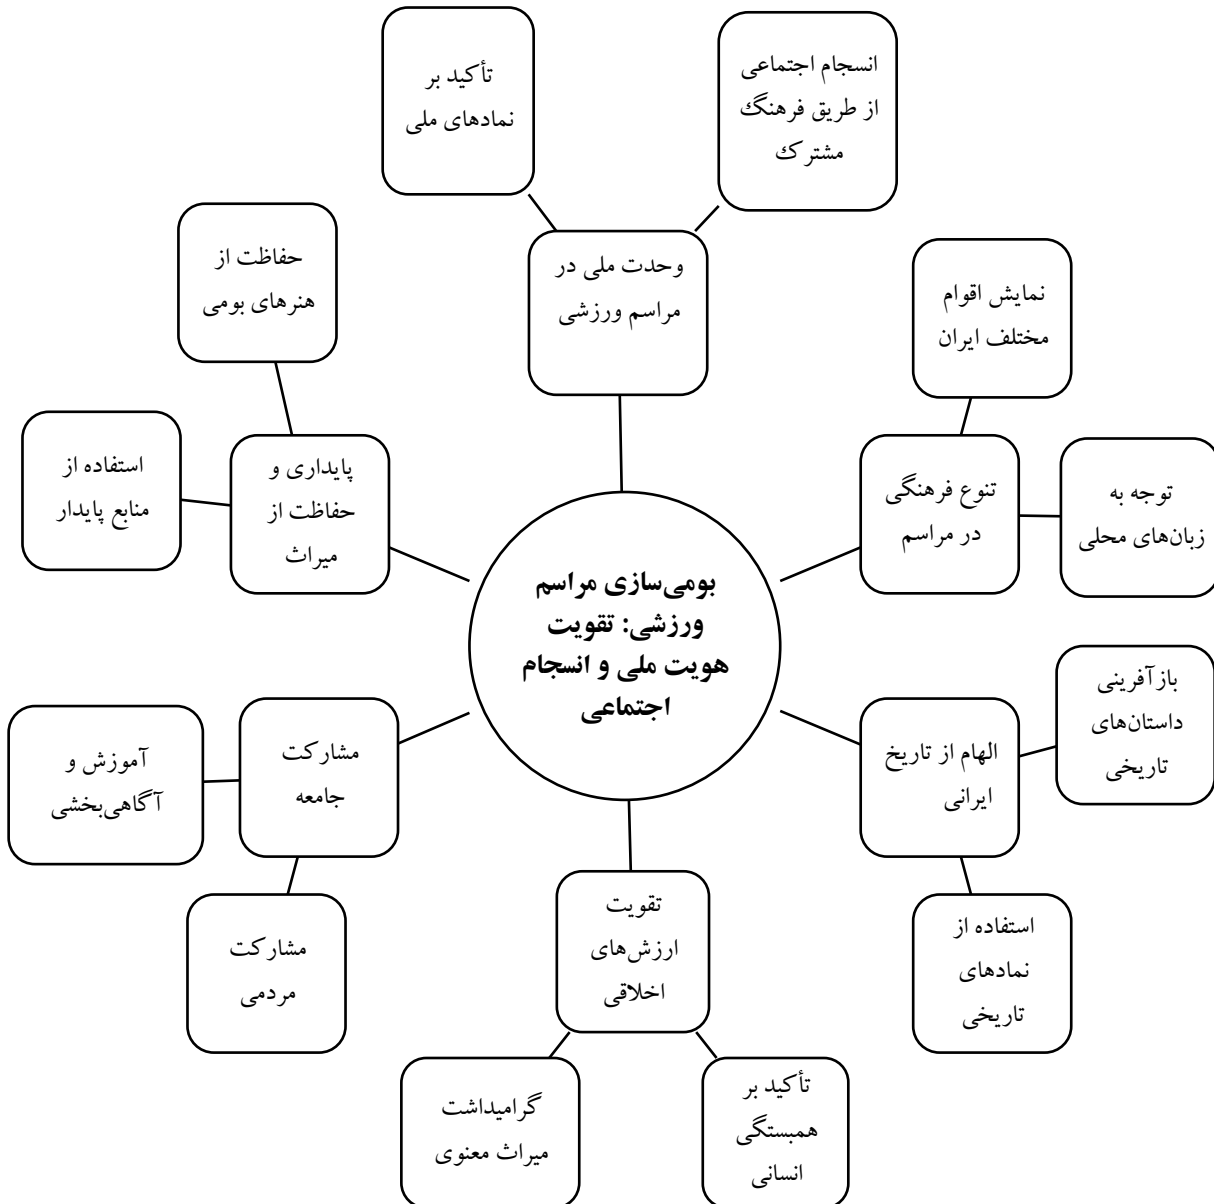 انسجام اجتماعی
از طریق فرهنگ
مشترک
تأکید بر
نمادهای ملی
وحدت ملی در
مراسم ورزشی
حفاظت از
هنرهای بومی
نمایش اقوام
مختلف ایران
پایداری و
حفاظت از
میراث
استفاده از
منابع پایدار
تنوع فرهنگی
در مراسم
توجه به
زبان‌های محلی
بومی‌سازی مراسم
ورزشی: تقویت
هویت ملی و انسجام
اجتماعی
بازآفرینی
داستان‌های
تاریخی
الهام از تاریخ
ایرانی
استفاده از
نمادهای
تاریخی
مشارکت
جامعه
آموزش و
آگاهی‌بخشی
مشارکت
مردمی
تقویت
ارزش‌های
اخلاقی
تأکید بر
همبستگی
انسانی
گرامیداشت
میراث معنوی